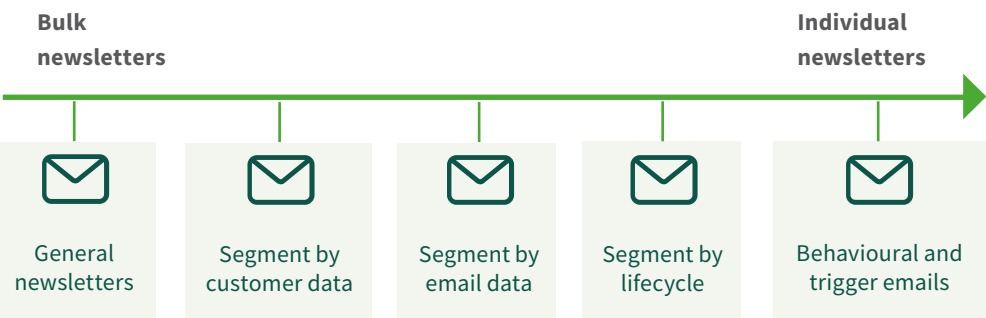 Bulk
newsletters
Individual
newsletters
General
newsletters
Segment by
customer data
Segment by
email data
Segment by
lifecycle
Behavioural and
trigger emails